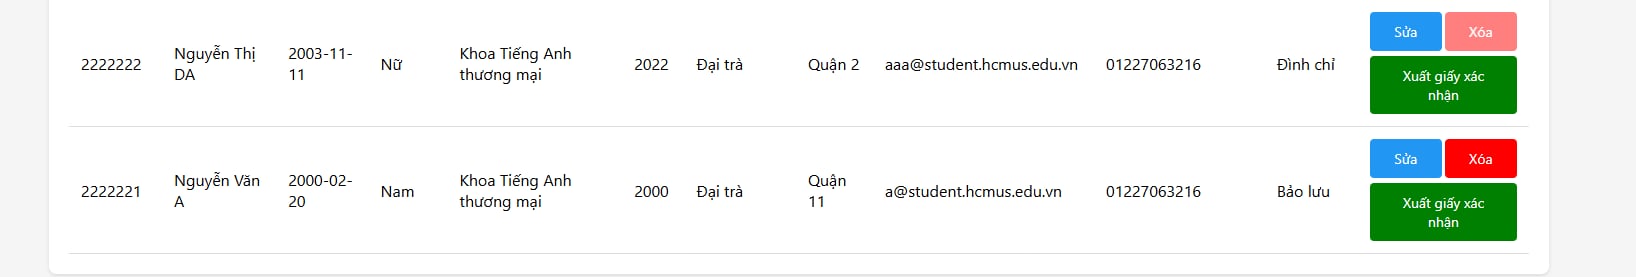 2222222 Nguyễn Thị DA 2003-11-11 Nữ Khoa Tiếng Anh thương mại 2022 Đại trà Quận 2 aaa@student.hcmus.edu.vn 01227063216 Đình chỉ
Sửa Xóa
Xuất giấy xác
nhận
2222221 Nguyễn Văn A 2000-02-20 Nam Khoa Tiếng Anh thương mại 2000 Đại trà Quận 11 a@student.hcmus.edu.vn 01227063216 Bảo lưu
Sửa Xóa
Xuất giấy xác
nhận